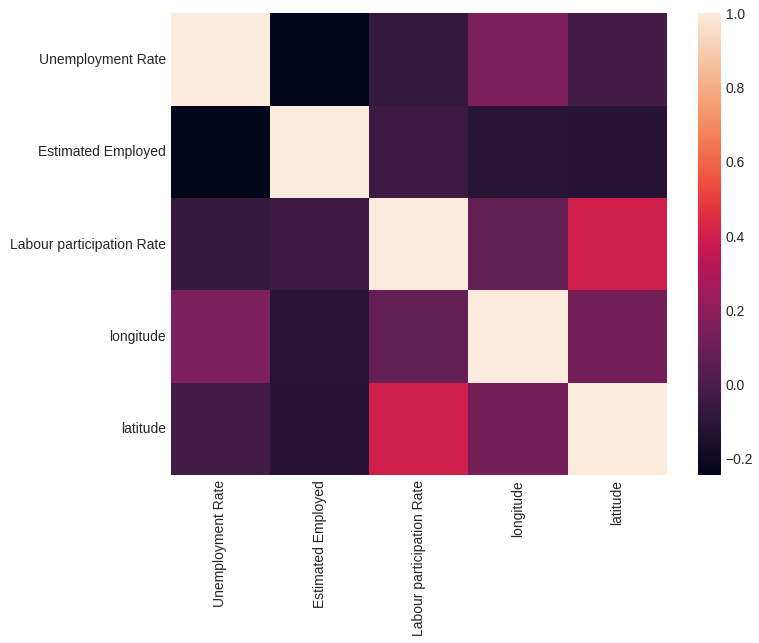 Unemployment Rate
Estimated Employed
Labour participation Rate
longitude
latitude
Unemployment Rate
Estimated Employed
Labour participation Rate
longitude
latitude
1.0
0.8
0.6
0.4
0.2
0.0
−0.2